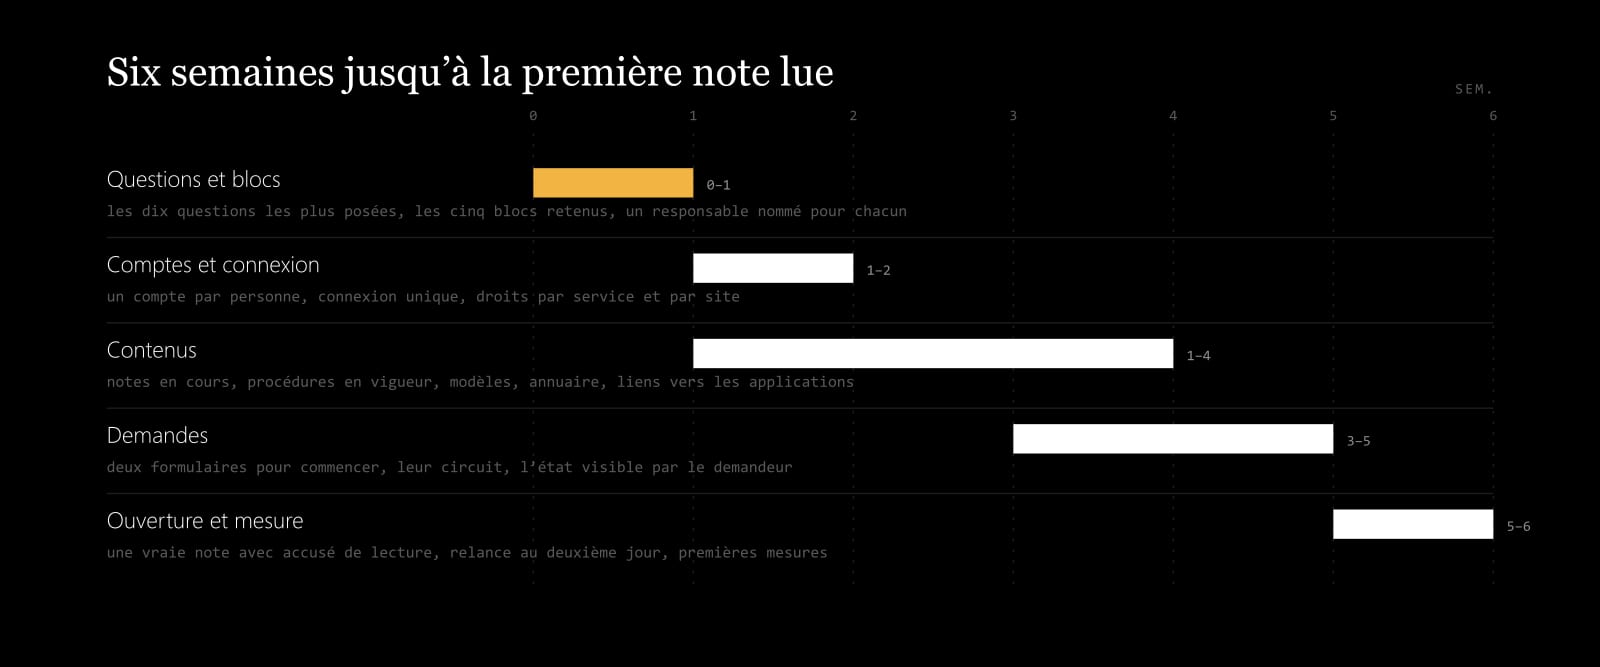 Six semaines jusqu’à la première note lue
SEM.
0 1 2 3 4 5 6
Questions et blocs
0–1
les dix questions les plus posées, les cinq blocs retenus, un responsable nommé pour chacun
Comptes et connexion
1–2
un compte par personne, connexion unique, droits par service et par site
Contenus
1–4
notes en cours, procédures en vigueur, modèles, annuaire, liens vers les applications
Demandes
3–5
deux formulaires pour commencer, leur circuit, l’état visible par le demandeur
Ouverture et mesure
5–6
une vraie note avec accusé de lecture, relance au deuxième jour, premières mesures